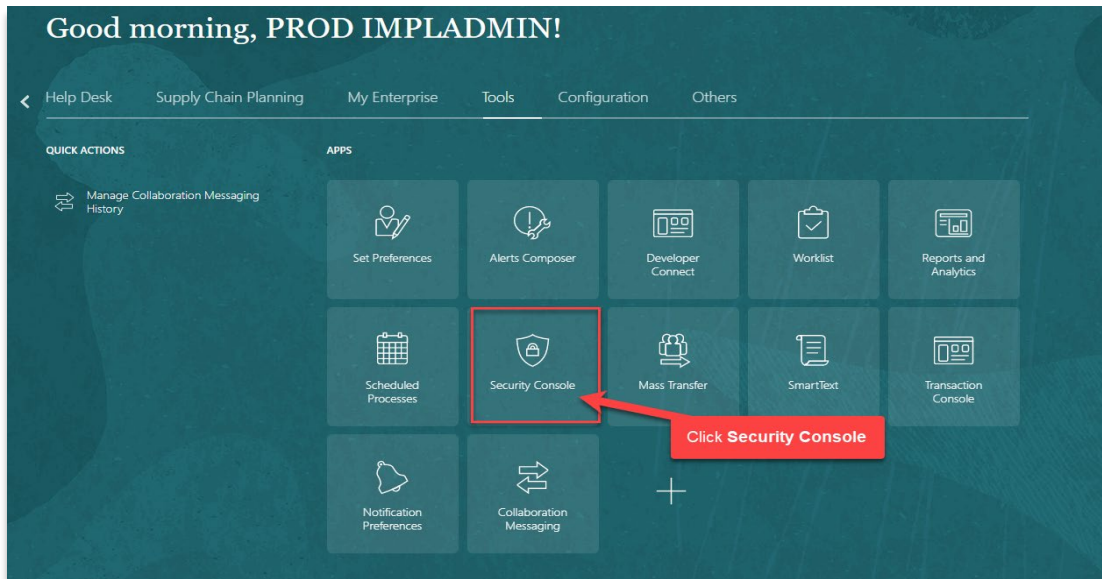 Good morning, PROD IMPLADMIN!
Help Desk Supply Chain Planning My Enterprise Tools Configuration Others
QUICK ACTIONS
APPS
Manage Collaboration Messaging
History
Set Preferences
Alerts Composer
Developer
Connect
Worklist
Reports and
Analytics
Scheduled
Processes
Security Console
Mass Transfer
SmartText
Transaction
Console
Click Security Console
Notification
Preferences
Collaboration
Messaging